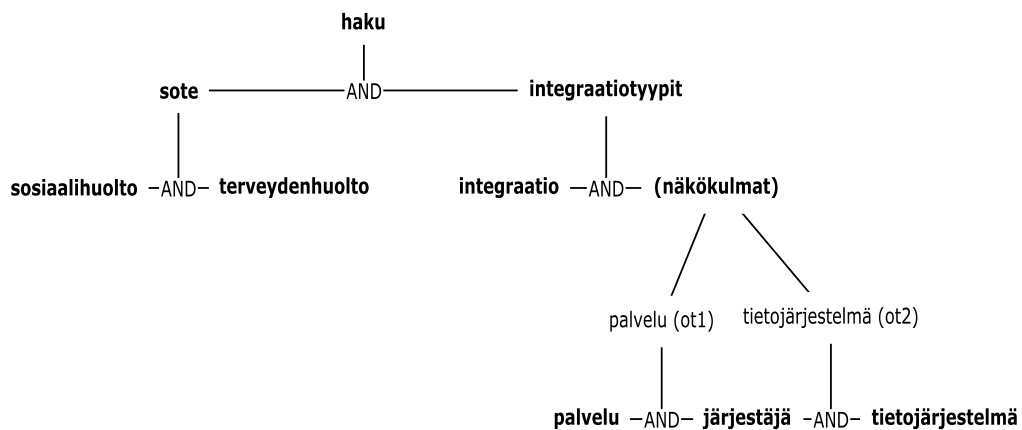 haku
sote AND integraatiotyypit
sosiaalihuolto AND terveydenhuolto integraatio AND (näkökulmat)
palvelu (ot1) tietojärjestelmä (ot2)
palvelu AND järjestäjä AND tietojärjestelmä